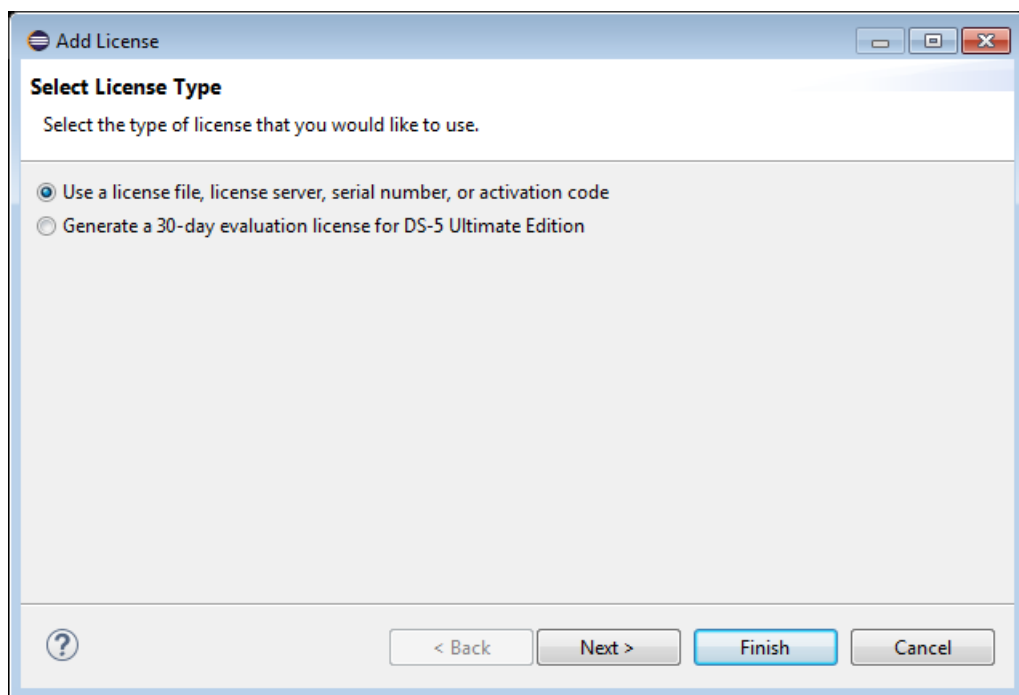 Add License
Select License Type
Select the type of license that you would like to use.
Use a license file, license server, serial number, or activation code
Generate a 30-day evaluation license for DS-5 Ultimate Edition
?
< Back
Next >
Finish
Cancel